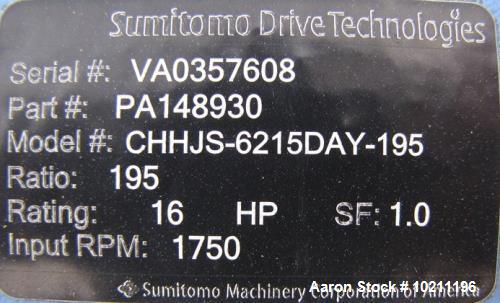 Sumitomo Drive Technologies
Serial #: VA0357608
Part #: PA148930
Model #: CHHJS-6215DAY-195
Ratio: 195
Rating: 16 HP SF: 1.0
Input RPM: 1750
Sumitomo Machinery Corporation of America
Aaron Stock # 10211196